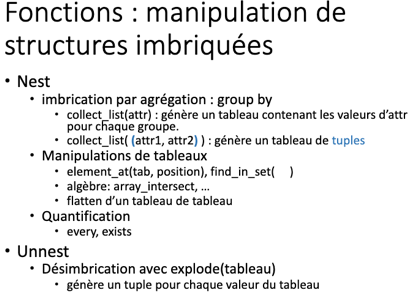 Fonctions : manipulation de
structures imbriquées
• Nest
• imbrication par agrégation : group by
• collect_list(attr) : génère un tableau contenant les valeurs d'attr
pour chaque groupe.
• collect_list( (attr1, attr2) ) : génère un tableau de tuples
• Manipulations de tableaux
• element_at(tab, position), find_in_set( )
• algèbre: array_intersect, ...
• flatten d'un tableau de tableau
• Quantification
• every, exists
• Unnest
• Désimbrication avec explode(tableau)
• génère un tuple pour chaque valeur du tableau